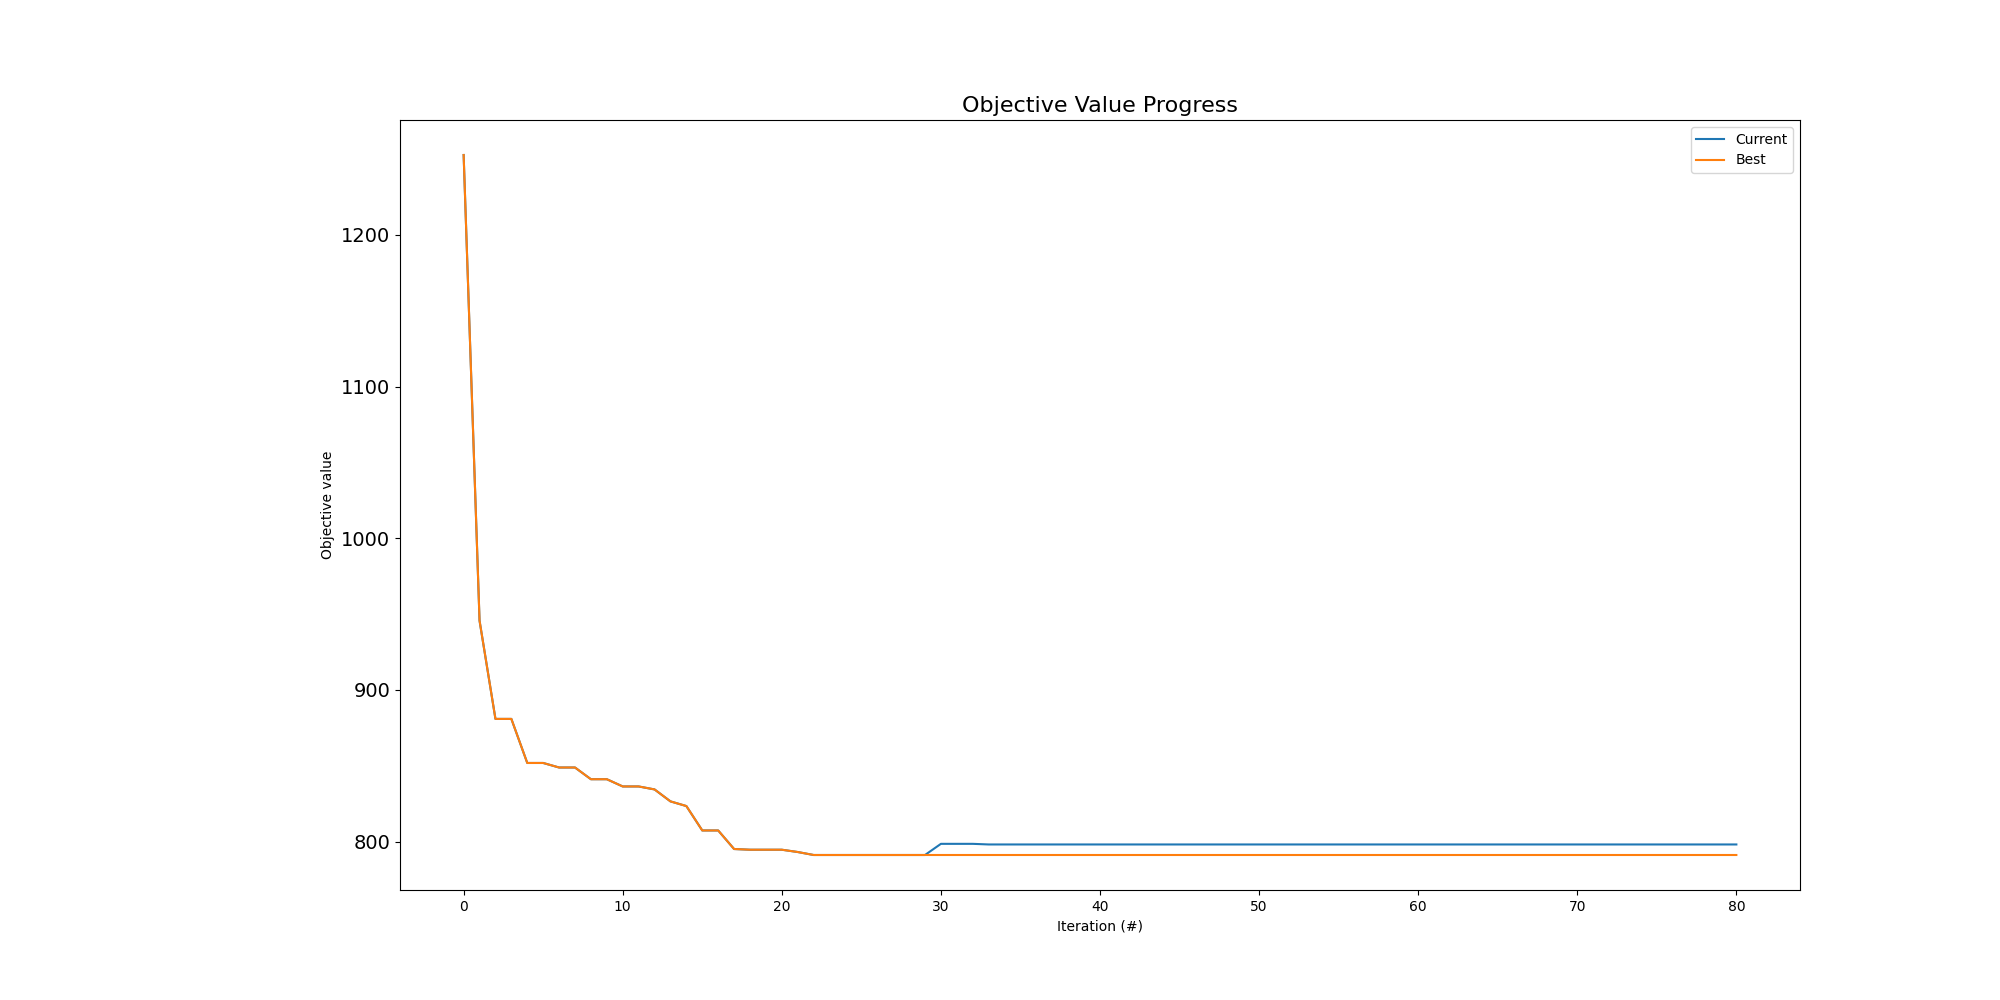 Objective Value Progress
Current
Best
1200
1100
1000
900
800
Objective value
0 10 20 30 40 50 60 70 80
Iteration (#)